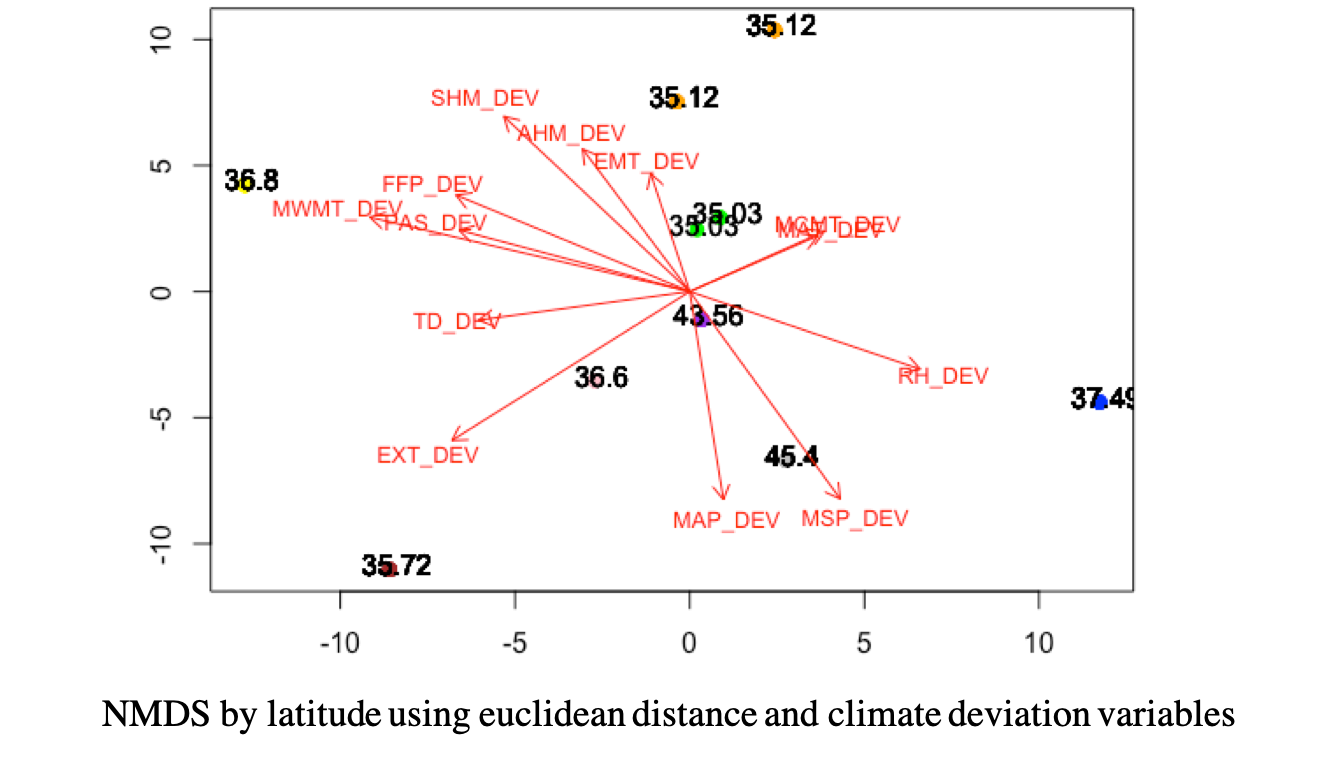 10
35.12
35.12
SHM_DEV
AHM_DEV
EMT_DEV
5
36.8
FFP_DEV
MWMT_DEV
PAS_DEV
35.03
35.03
MCMT_DEV
MAT_DEV
0
43.56
TD_DEV
36.6
RH_DEV
37.49
-5
EXT_DEV
45.4
MAP_DEV
MSP_DEV
-10
35.72
-10 -5 0 5 10
NMDS by latitude using euclidean distance and climate deviation variables